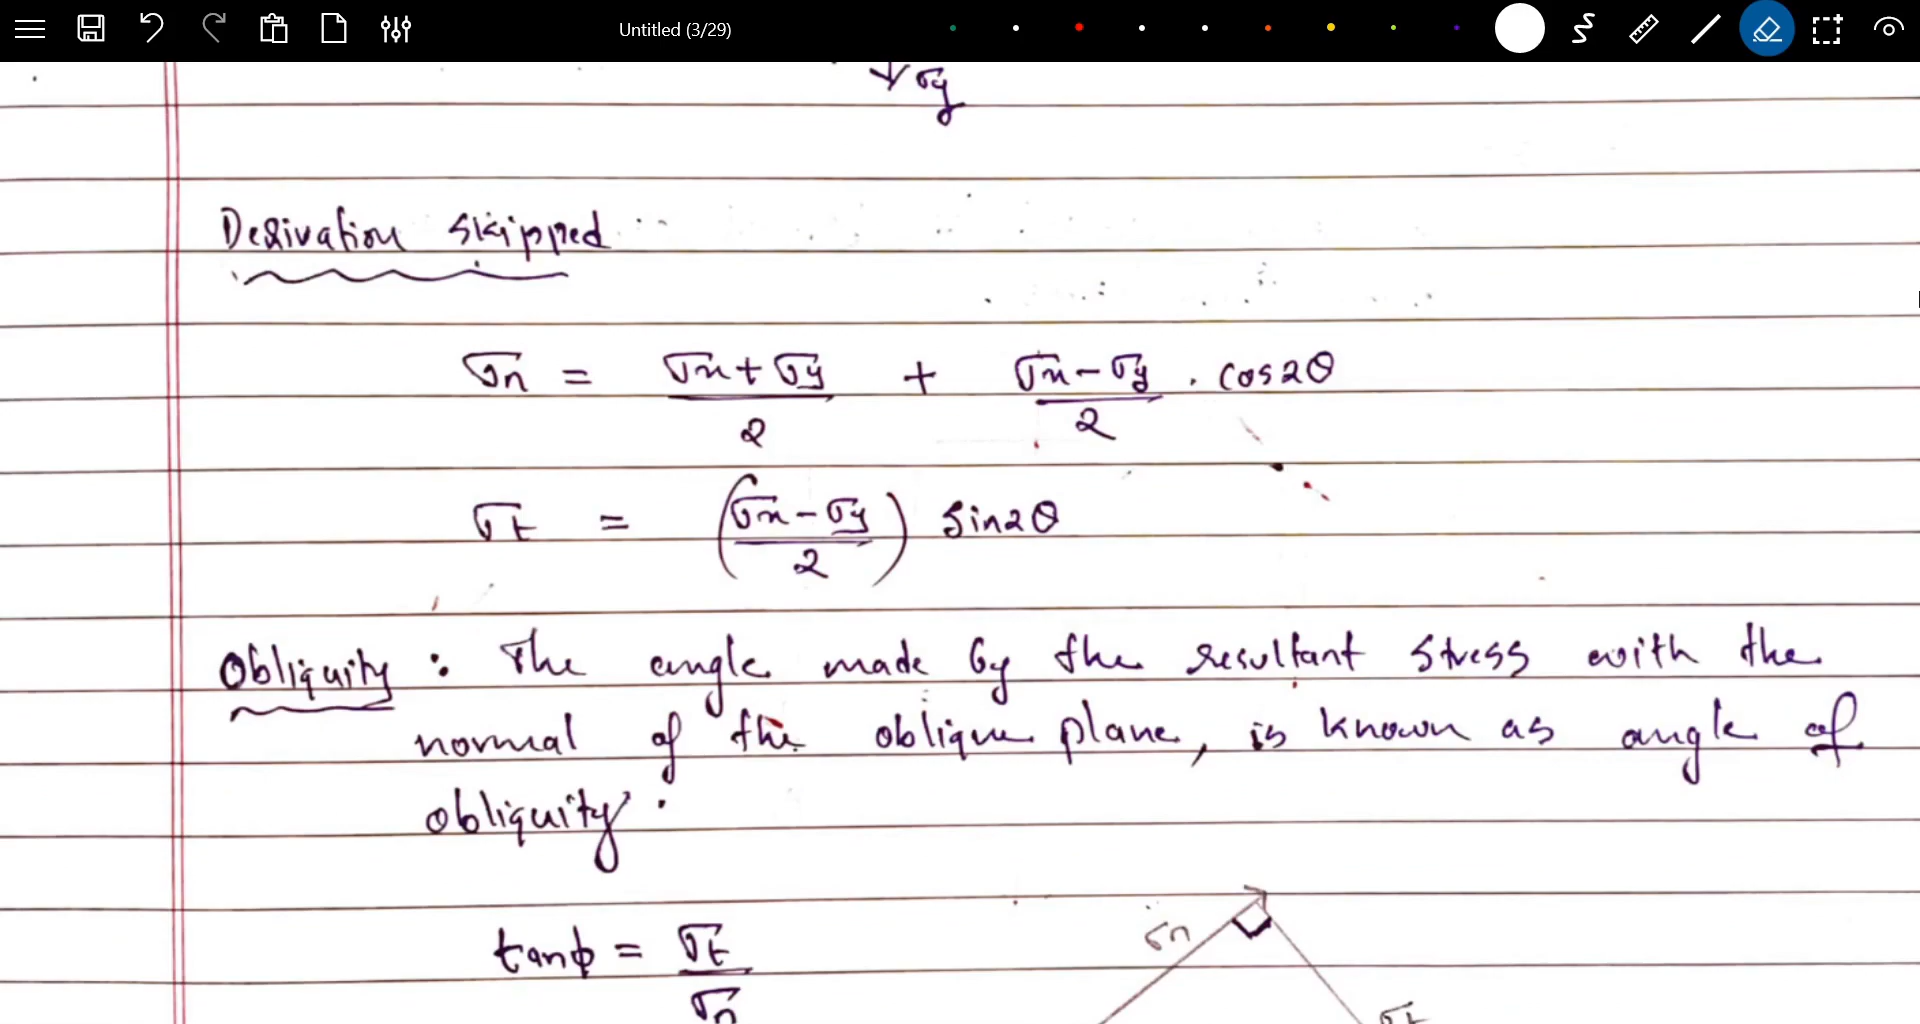 Untitled (3/29)
σy
Derivation skipped
σn = σx + σy / 2 + σx - σy / 2 . cos2θ
σt = (σx - σy / 2) sin2θ
Obliquity : The angle made by the resultant stress with the
normal of the oblique plane, is known as angle of
obliquity.
σn
tanϕ = σt / σn
σt